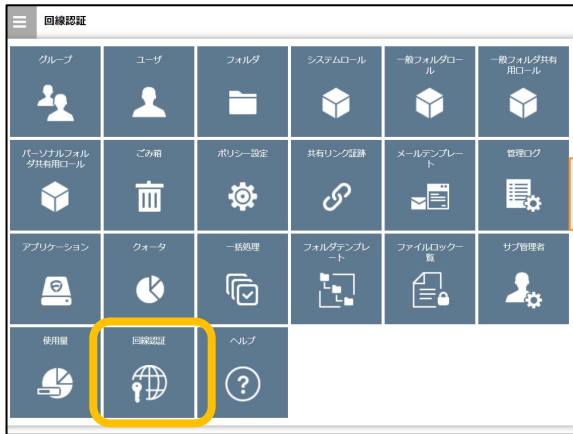 回線認証
グループ
ユーザ
フォルダ
システムロール
一般フォルダロー
ル
一般フォルダ共有
用ロール
パーソナルフォル
ダ共有用ロール
ごみ箱
ポリシー設定
共有リンク証跡
メールテンプレー
ト
管理ログ
アプリケーション
クォータ
一括処理
フォルダテンプレ
ート
ファイルロック一
覧
サブ管理者
使用量
回線認証
ヘルプ